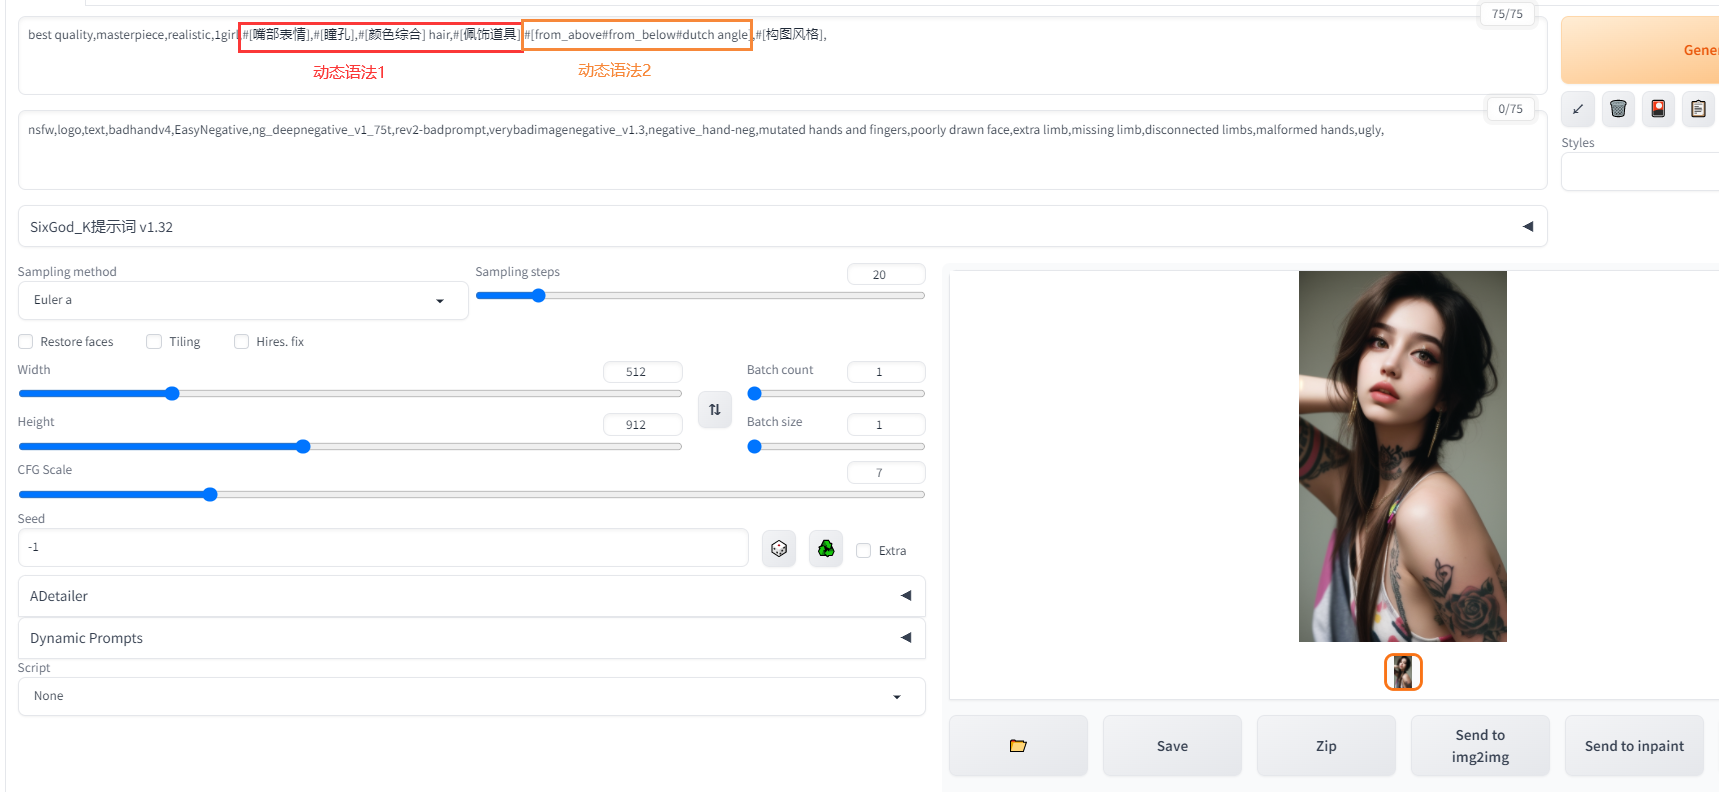 75/75
best quality,masterpiece,realistic,1girl,#[嘴部表情],#[瞳孔],#[颜色综合] hair,#[佩饰道具],#[from_above#from_below#dutch angle],#[构图风格],
动态语法1
动态语法2
0/75
nsfw,logo,text,badhandv4,EasyNegative,ng_deepnegative_v1_75t,rev2-badprompt,verybadimagenegative_v1.3,negative_hand-neg,mutated hands and fingers,poorly drawn face,extra limb,missing limb,disconnected limbs,malformed hands,ugly,
Styles
SixGod_K提示词 v1.32
Sampling method
Euler a
Sampling steps
20
Restore faces
Tiling
Hires. fix
Width
512
Height
912
Batch count
1
Batch size
1
CFG Scale
7
Seed
-1
Extra
ADetailer
Dynamic Prompts
Script
None
Save
Zip
Send to
img2img
Send to inpaint